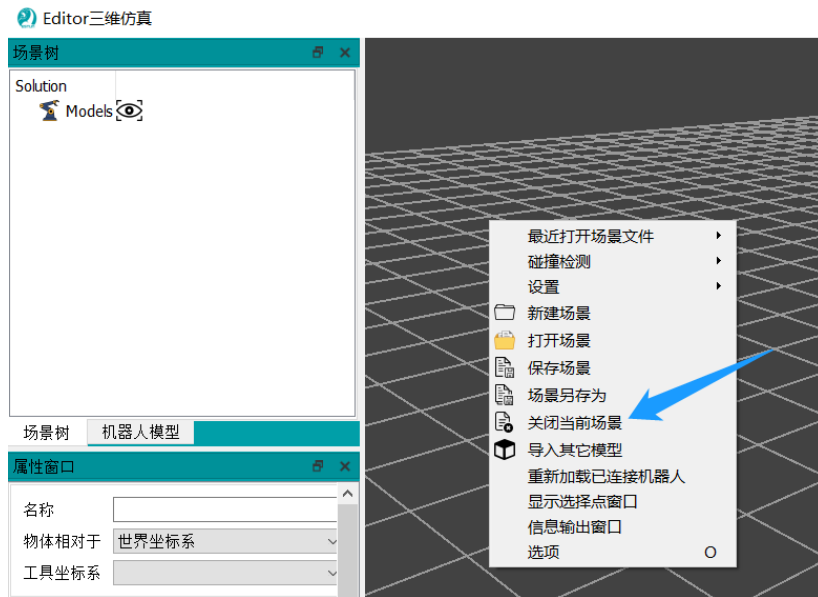 Editor三维仿真
场景树
Solution
Models
场景树
机器人模型
属性窗口
名称
物体相对于
世界坐标系
工具坐标系
最近打开场景文件
碰撞检测
设置
新建场景
打开场景
保存场景
场景另存为
关闭当前场景
导入其它模型
重新加载已连接机器人
显示选择点窗口
信息输出窗口
选项 O